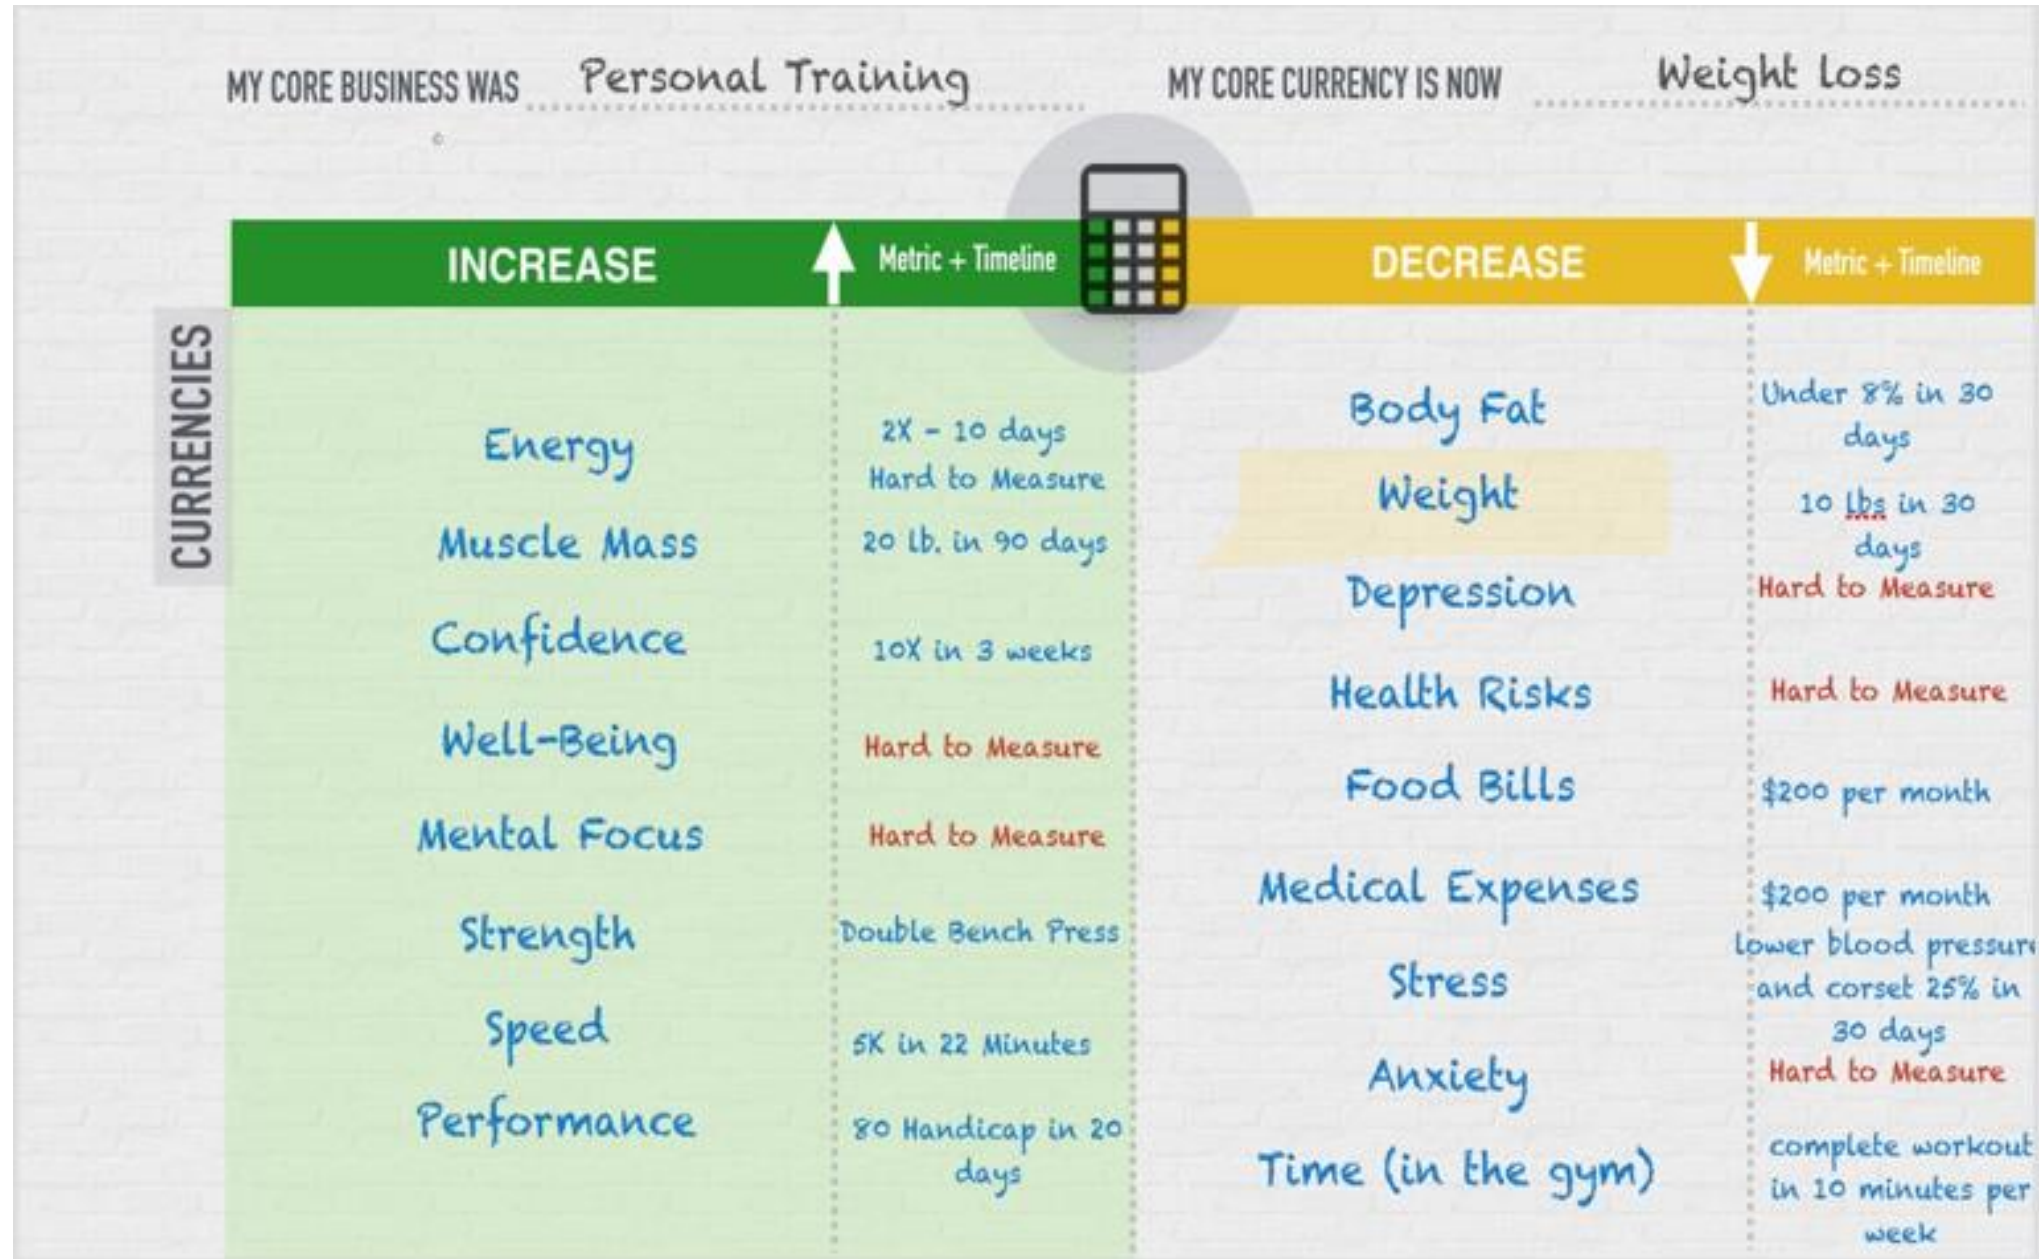 MY CORE BUSINESS WAS Personal Training
MY CORE CURRENCY IS NOW Weight Loss
INCREASE
Metric + Timeline
DECREASE
Metric + Timeline
CURRENCIES
Energy
2X - 10 days
Hard to Measure
Muscle Mass
20 lb. in 90 days
Confidence
10X in 3 weeks
Well-Being
Hard to Measure
Mental Focus
Hard to Measure
Strength
Double Bench Press
Speed
5K in 22 Minutes
Performance
80 Handicap in 20
days
Body Fat
Under 8% in 30
days
Weight
10 lbs in 30
days
Depression
Hard to Measure
Health Risks
Hard to Measure
Food Bills
$200 per month
Medical Expenses
$200 per month
Stress
lower blood pressure
and corset 25% in
30 days
Anxiety
Hard to Measure
Time (in the gym)
complete workout
in 10 minutes per
week